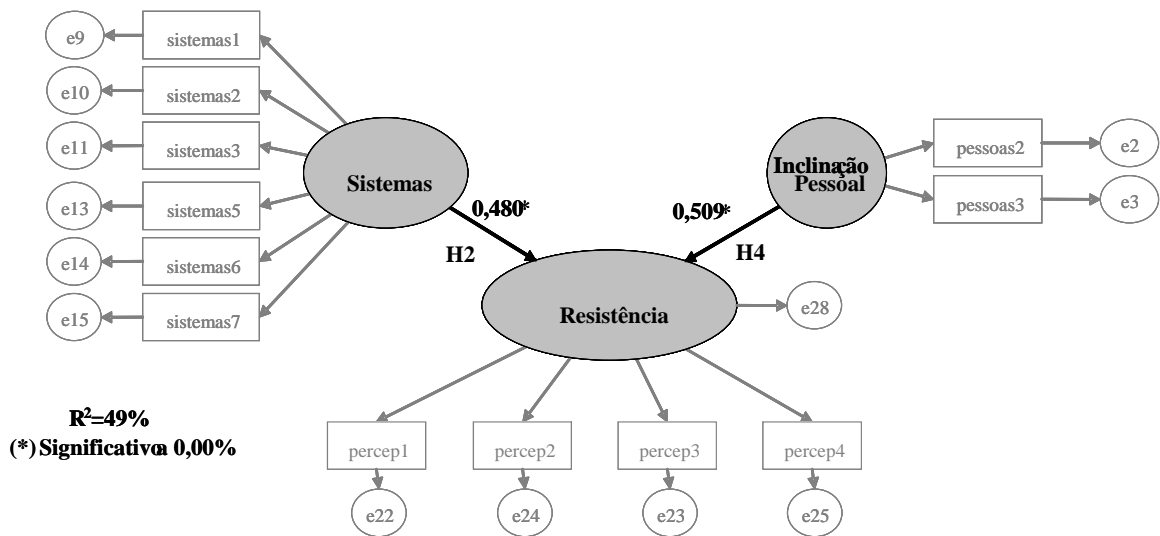 e9
sistemas1
e10
sistemas2
e11
sistemas3
e13
sistemas5
e14
sistemas6
e15
sistemas7
Sistemas
Inclinação
Pessoal
pessoas2
e2
pessoas3
e3
0,480*
H2
0,509*
H4
Resistência
e28
R²=49%
(*) Significativo a 0,00%
percep1
percep2
percep3
percep4
e22
e24
e23
e25